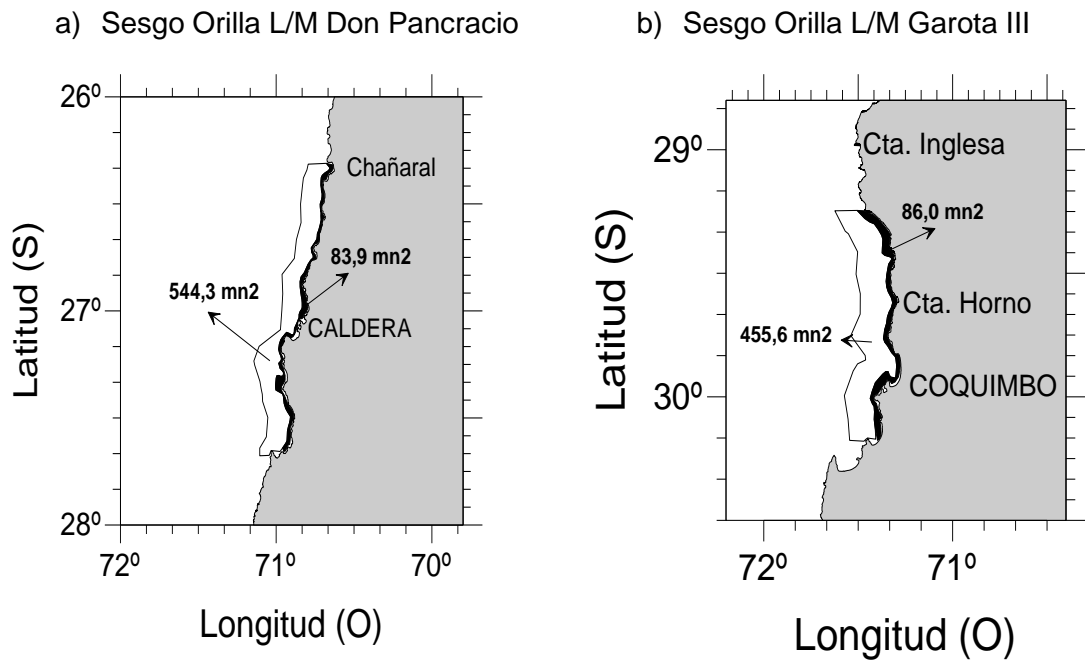 a) Sesgo Orilla L/M Don Pancracio
26º
Chañaral
83,9 mn2
544,3 mn2
27º
CALDERA
28º
72º
71º
70º
Latitud (S)
Longitud (O)
b) Sesgo Orilla L/M Garota III
29º
Cta. Inglesa
86,0 mn2
Cta. Horno
455,6 mn2
COQUIMBO
30º
72º
71º
Latitud (S)
Longitud (O)